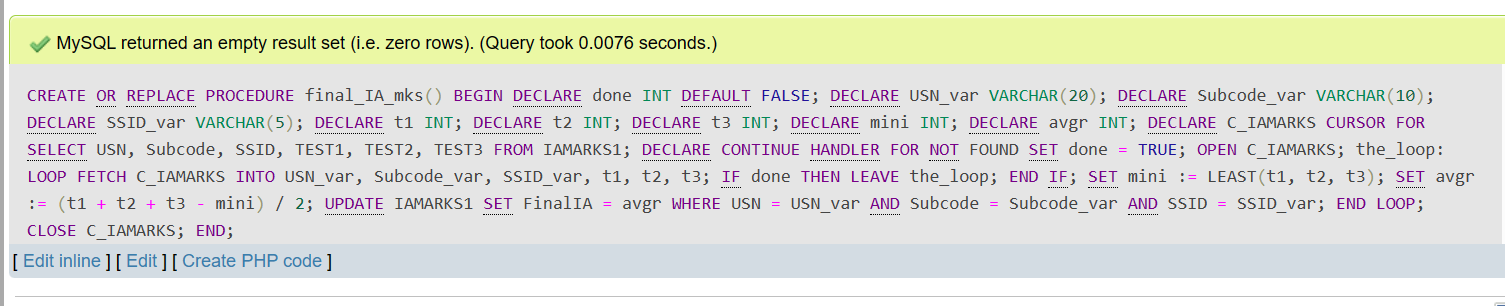 MySQL returned an empty result set (i.e. zero rows). (Query took 0.0076 seconds.)
CREATE OR REPLACE PROCEDURE final_IA_mks() BEGIN DECLARE done INT DEFAULT FALSE; DECLARE USN_var VARCHAR(20); DECLARE Subcode_var VARCHAR(10);
DECLARE SSID_var VARCHAR(5); DECLARE t1 INT; DECLARE t2 INT; DECLARE t3 INT; DECLARE mini INT; DECLARE avgr INT; DECLARE C_IAMARKS CURSOR FOR
SELECT USN, Subcode, SSID, TEST1, TEST2, TEST3 FROM IAMARKS1; DECLARE CONTINUE HANDLER FOR NOT FOUND SET done = TRUE; OPEN C_IAMARKS; the_loop:
LOOP FETCH C_IAMARKS INTO USN_var, Subcode_var, SSID_var, t1, t2, t3; IF done THEN LEAVE the_loop; END IF; SET mini := LEAST(t1, t2, t3); SET avgr
:= (t1 + t2 + t3 - mini) / 2; UPDATE IAMARKS1 SET FinalIA = avgr WHERE USN = USN_var AND Subcode = Subcode_var AND SSID = SSID_var; END LOOP;
CLOSE C_IAMARKS; END;
[ Edit inline ] [ Edit ] [ Create PHP code ]